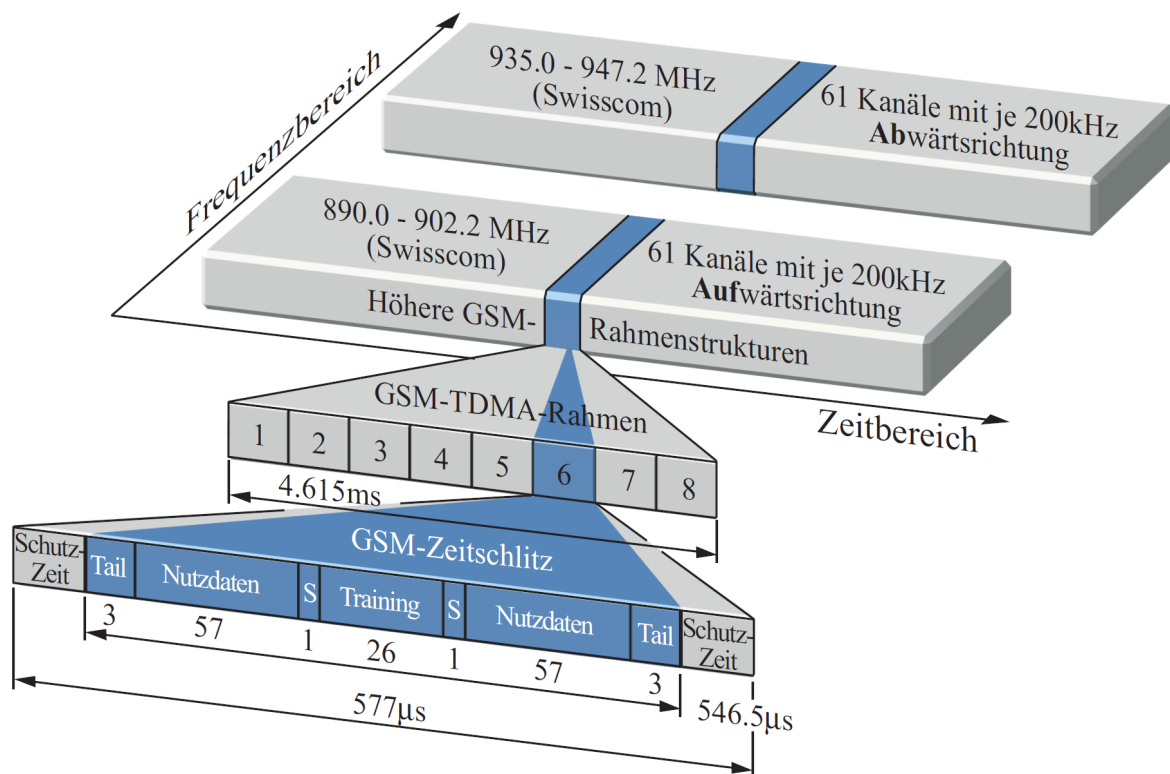 Frequenzbereich
935.0 - 947.2 MHz
(Swisscom)
61 Kanäle mit je 200kHz
Abwärtsrichtung
890.0 - 902.2 MHz
(Swisscom)
61 Kanäle mit je 200kHz
Aufwärtsrichtung
Höhere GSM-
Rahmenstrukturen
Zeitbereich
GSM-TDMA-Rahmen
1 2 3 4 5 6 7 8
4.615ms
GSM-Zeitschlitz
Schutz-
Zeit
Tail Nutzdaten S Training S Nutzdaten Tail
Schutz-
Zeit
3 57 1 26 1 57 3
546.5µs
577µs